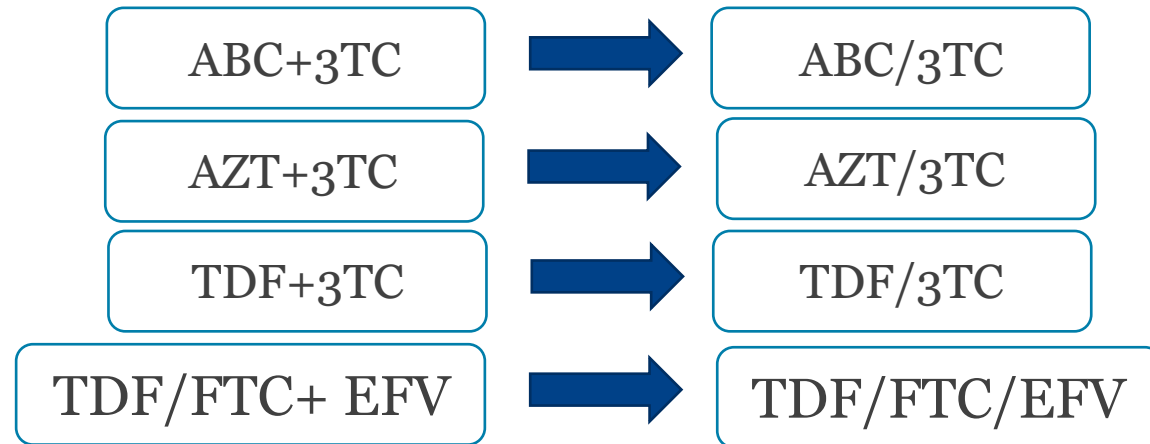 ABC+3TC ABC/3TC
AZT+3TC AZT/3TC
TDF+3TC TDF/3TC
TDF/FTC+ EFV TDF/FTC/EFV